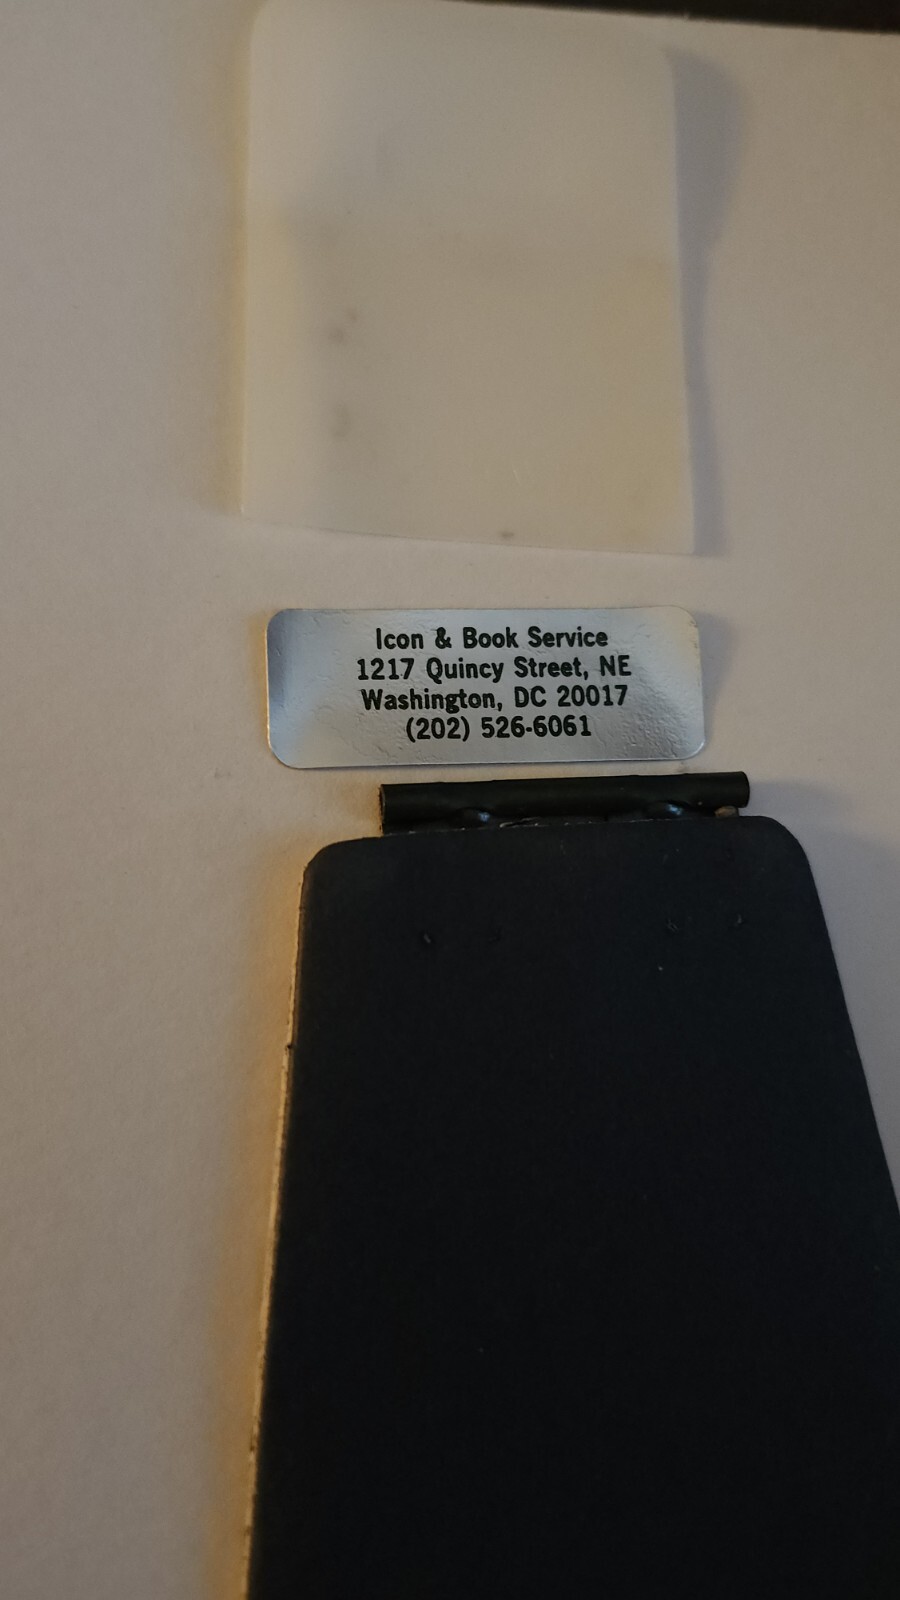 Icon & Book Service
1217 Quincy Street, NE
Washington, DC 20017
(202) 526-6061